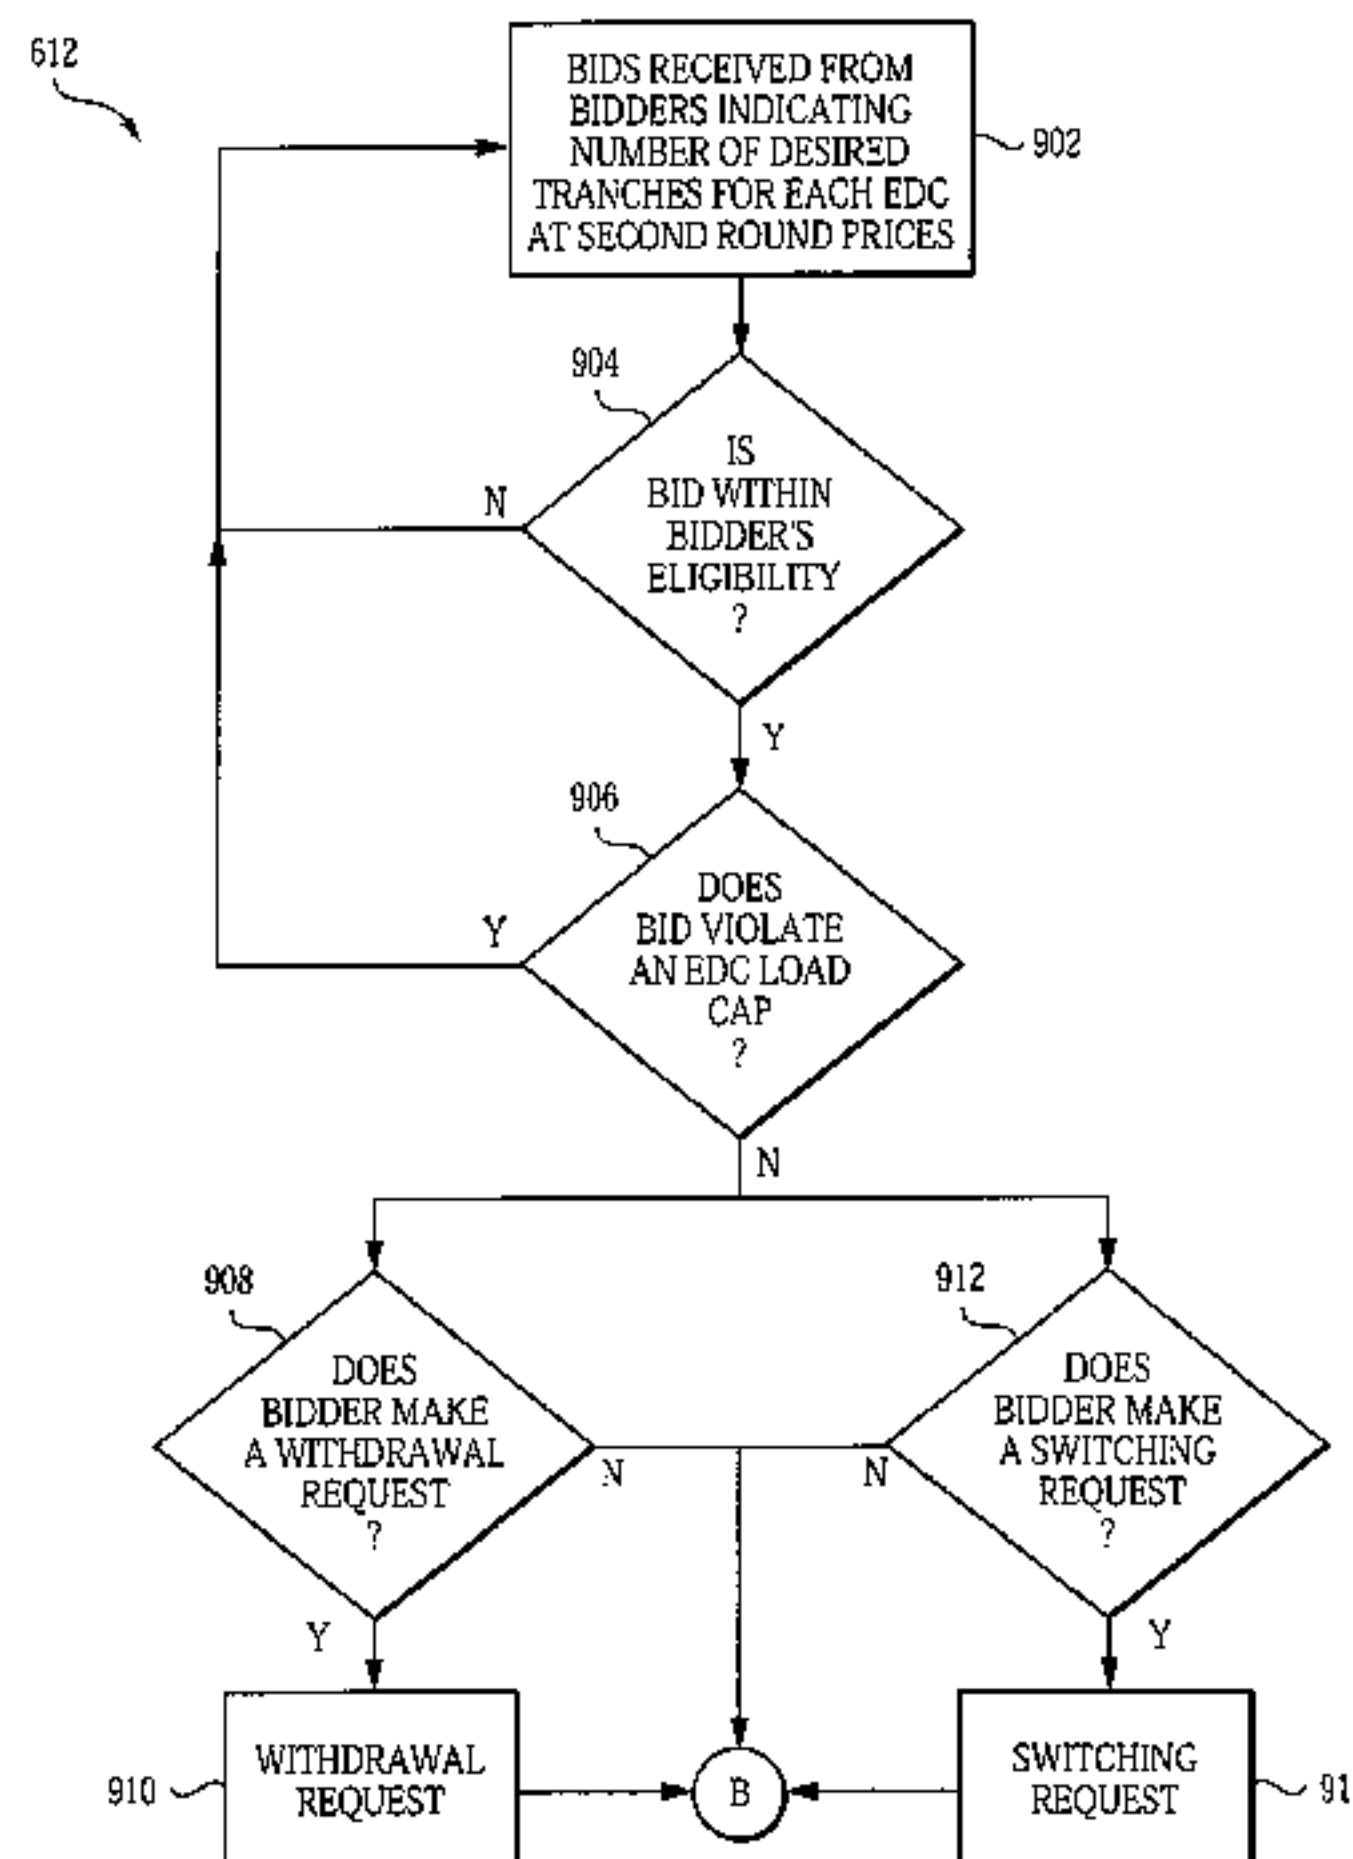 612
BIDS RECEIVED FROM
BIDDERS INDICATING
NUMBER OF DESIRED
TRANCHES FOR EACH EDC
AT SECOND ROUND PRICES
902
904
IS
BID WITHIN
BIDDER'S
ELIGIBILITY
?
N
Y
906
DOES
BID VIOLATE
AN EDC LOAD
CAP
?
Y
N
908
DOES
BIDDER MAKE
A WITHDRAWAL
REQUEST
?
N
Y
912
DOES
BIDDER MAKE
A SWITCHING
REQUEST
?
N
Y
910
WITHDRAWAL
REQUEST
B
SWITCHING
REQUEST
91